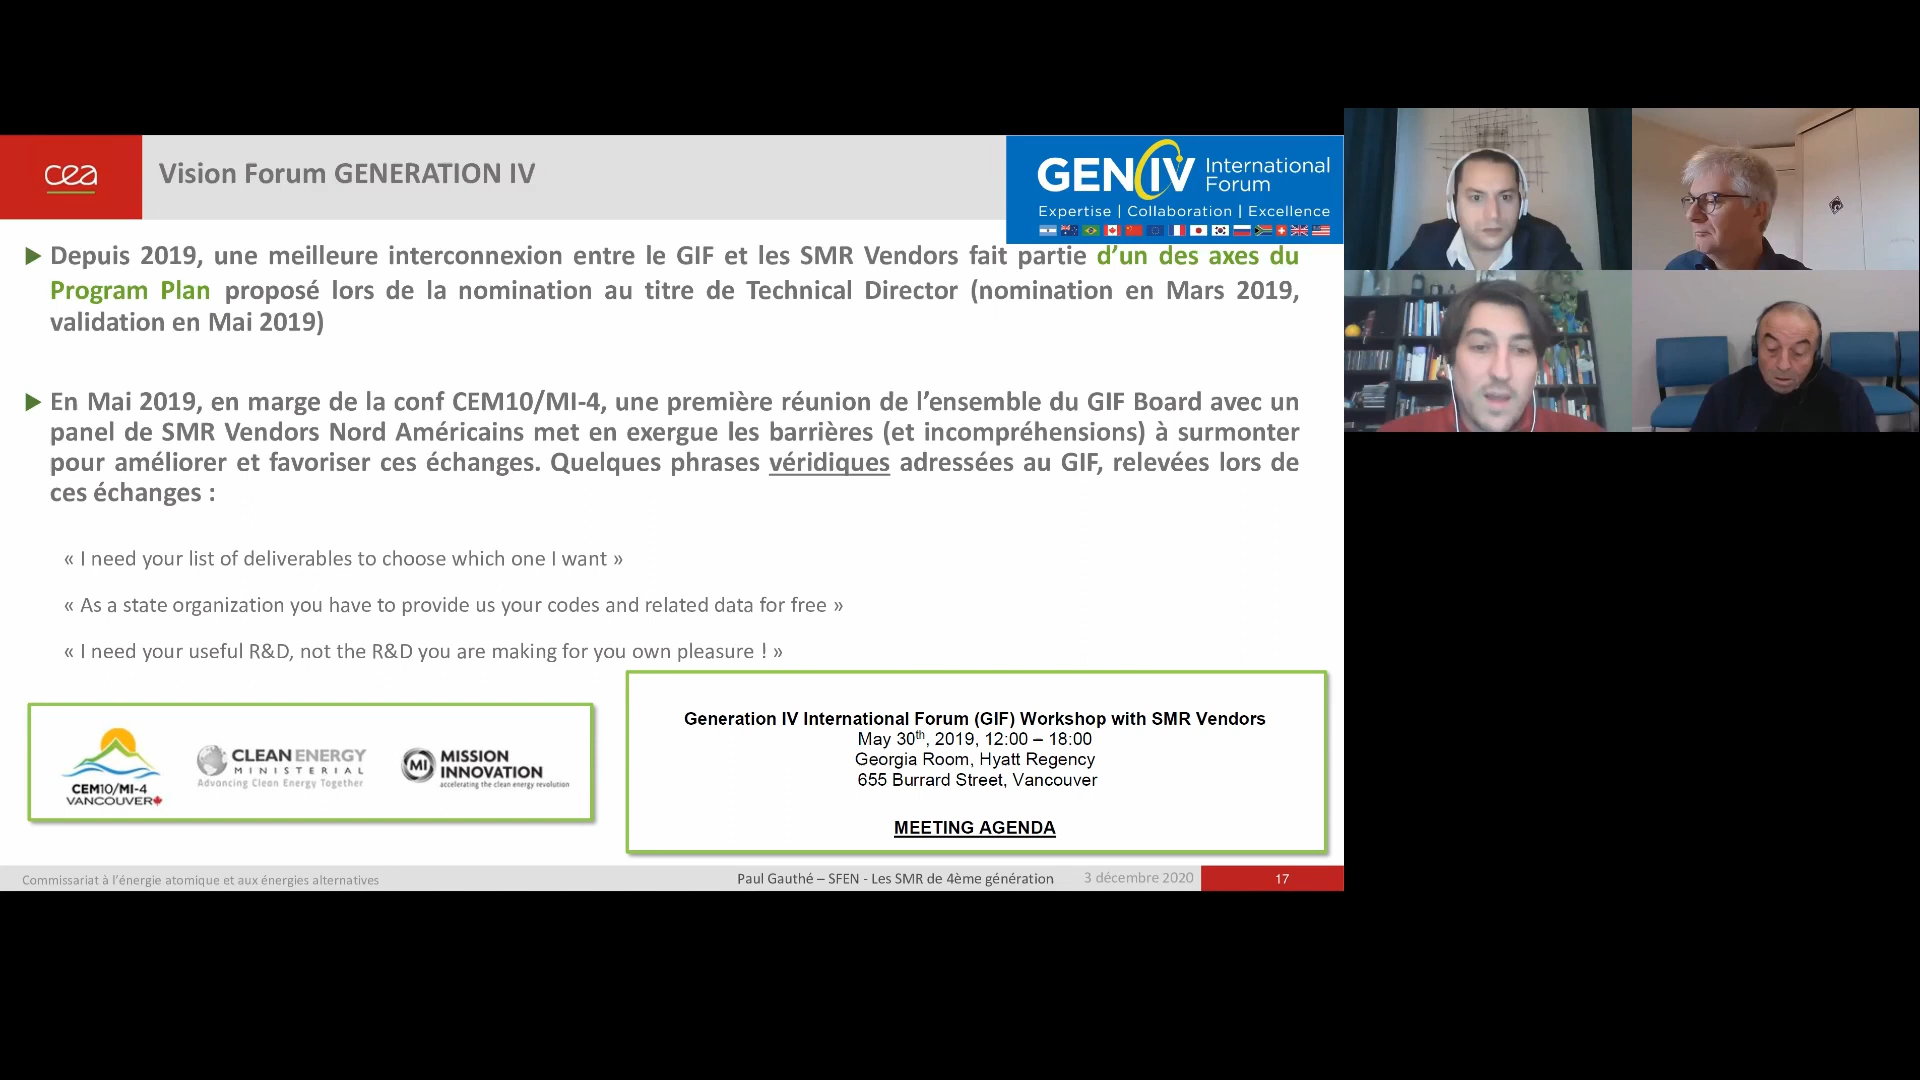 cea
Vision Forum GENERATION IV
GENIV International
Forum
Expertise | Collaboration | Excellence
Depuis 2019, une meilleure interconnexion entre le GIF et les SMR Vendors fait partie d’un des axes du
Program Plan proposé lors de la nomination au titre de Technical Director (nomination en Mars 2019,
validation en Mai 2019)
En Mai 2019, en marge de la conf CEM10/MI-4, une première réunion de l’ensemble du GIF Board avec un
panel de SMR Vendors Nord Américains met en exergue les barrières (et incompréhensions) à surmonter
pour améliorer et favoriser ces échanges. Quelques phrases véridiques adressées au GIF, relevées lors de
ces échanges :
« I need your list of deliverables to choose which one I want »
« As a state organization you have to provide us your codes and related data for free »
« I need your useful R&D, not the R&D you are making for you own pleasure ! »
CEM10/MI-4
VANCOUVER
CLEAN ENERGY
MINISTERIAL
Advancing Clean Energy Together
MI MISSION
INNOVATION
accelerating the clean energy revolution
Generation IV International Forum (GIF) Workshop with SMR Vendors
May 30th, 2019, 12:00 – 18:00
Georgia Room, Hyatt Regency
655 Burrard Street, Vancouver
MEETING AGENDA
Commissariat à l’énergie atomique et aux énergies alternatives
Paul Gauthé – SFEN - Les SMR de 4ème génération
3 décembre 2020
17